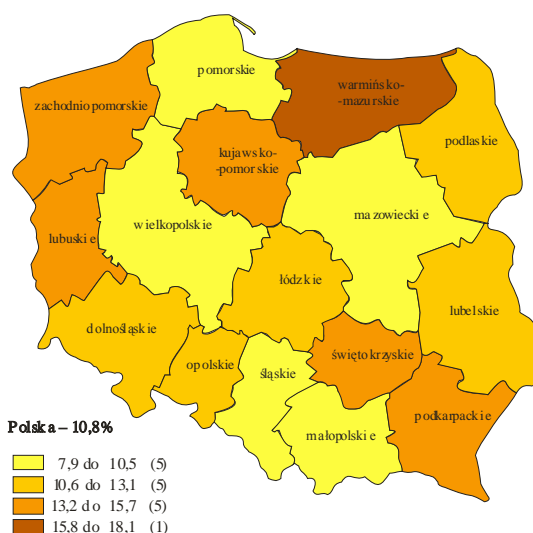 pomorskie
warmińsko-
-mazurskie
zachodniopomorskie
podlaskie
kujawsko-
-pomorskie
mazowieckie
wielkopolskie
lubuskie
łódzkie
lubelskie
dolnośląskie
świętokrzyskie
opolskie
śląskie
podkarpackie
małopolskie
Polska – 10,8%
7,9 do 10,5 (5)
10,6 do 13,1 (5)
13,2 do 15,7 (5)
15,8 do 18,1 (1)